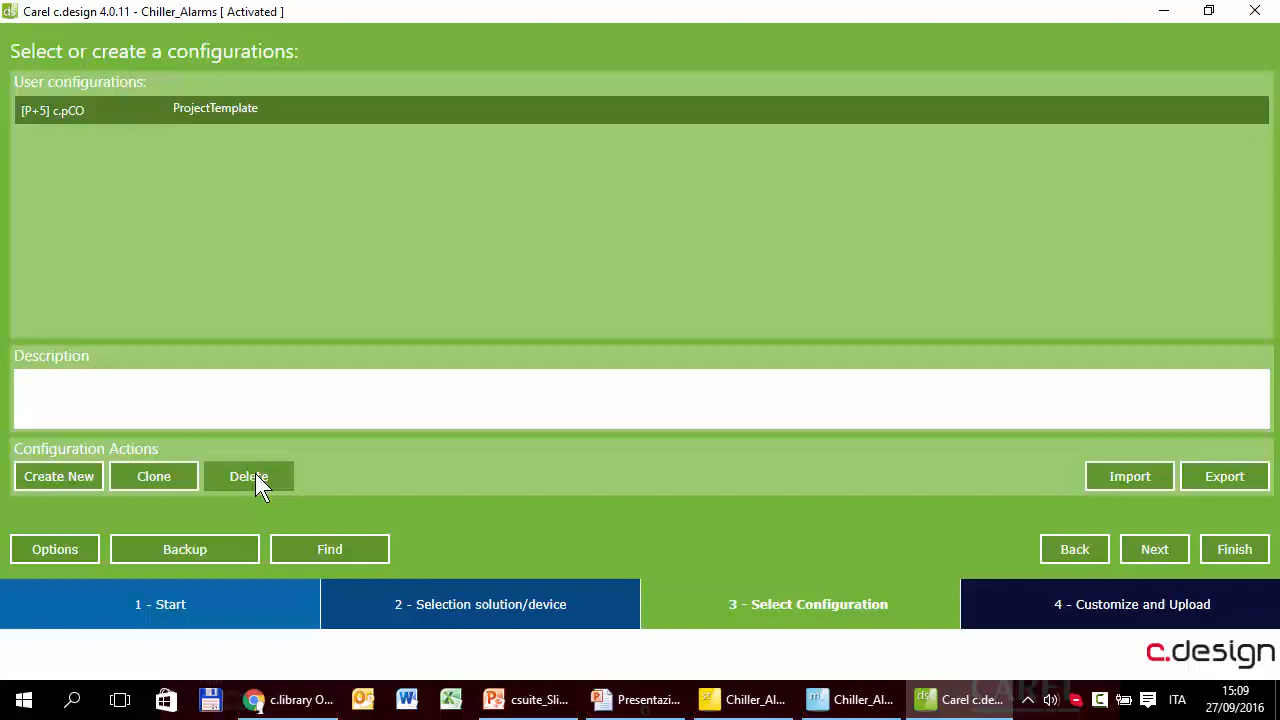 Carel c.design 4.0.11 - Chiller_Alarms [ Activated ]
Select or create a configurations:
User configurations:
[P+5] c.pCO ProjectTemplate
Description
Configuration Actions
Create New Clone Delete Import Export
Options Backup Find Back Next Finish
1 - Start 2 - Selection solution/device 3 - Select Configuration 4 - Customize and Upload
c.design
c.library O... csuite_Sli... Presentazi... Chiller_Al... Chiller_Al... Carel c.de... ITA 15:09
27/09/2016
CAREL